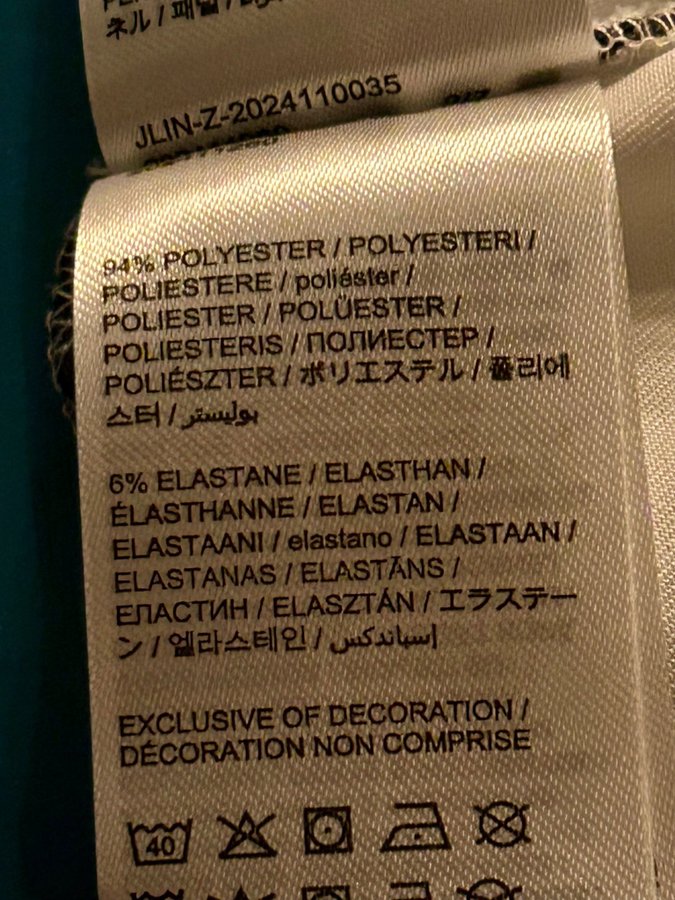 ネル / 패널 /
JLIN-Z-2024110035
94% POLYESTER / POLYESTERI /
POLIESTERE / poliéster /
POLIESTER / POLÜESTER /
POLIESTERIS / ПОЛИЕСТЕР /
POLIÉSZTER / ポリエステル / 폴리에
스터 / بوليستر
6% ELASTANE / ELASTHAN /
ÉLASTHANNE / ELASTAN /
ELASTAANI / elastano / ELASTAAN /
ELASTANAS / ELASTĀNS /
ЕЛАСТИН / ELASZTÁN / エラステー
ン / 엘라스테인 / إسباندكس
EXCLUSIVE OF DECORATION /
DÉCORATION NON COMPRISE
40